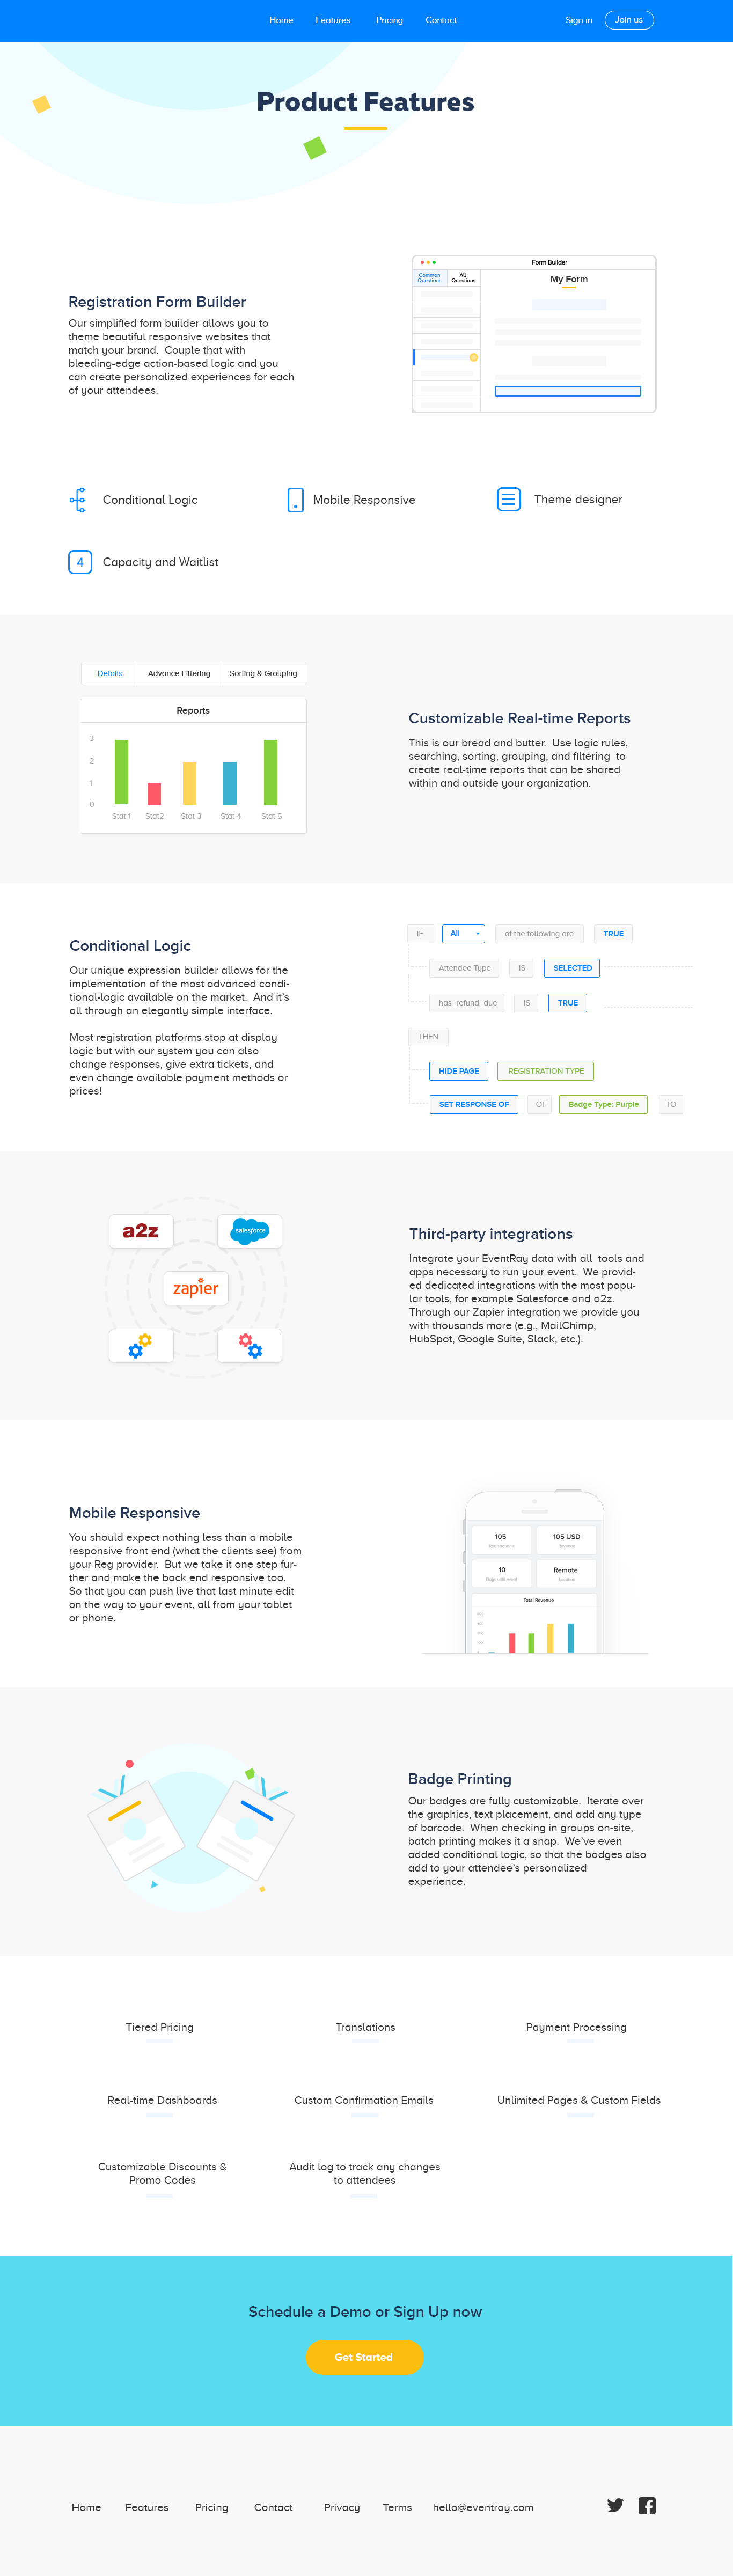 Home Features Pricing Contact Sign in Join us
Product Features
Form Builder
Common Questions
All Questions
My Form
Registration Form Builder
Our simplified form builder allows you to
theme beautiful responsive websites that
match your brand. Couple that with
bleeding-edge action-based logic and you
can create personalized experiences for each
of your attendees.
Conditional Logic
Mobile Responsive
Theme designer
4
Capacity and Waitlist
Details Advance Filtering Sorting & Grouping
Reports
3
2
1
0
Stat 1 Stat2 Stat 3 Stat 4 Stat 5
Customizable Real-time Reports
This is our bread and butter. Use logic rules,
searching, sorting, grouping, and filtering to
create real-time reports that can be shared
within and outside your organization.
Conditional Logic
Our unique expression builder allows for the
implementation of the most advanced condi-
tional-logic available on the market. And it's
all through an elegantly simple interface.
Most registration platforms stop at display
logic but with our system you can also
change responses, give extra tickets, and
even change available payment methods or
prices!
IF All of the following are TRUE
Attendee Type IS SELECTED
has_refund_due IS TRUE
THEN
HIDE PAGE REGISTRATION TYPE
SET RESPONSE OF OF Badge Type: Purple TO
a2z
salesforce
zapier
Third-party integrations
Integrate your EventRay data with all tools and
apps necessary to run your event. We provid-
ed dedicated integrations with the most popu-
lar tools, for example Salesforce and a2z.
Through our Zapier integration we provide you
with thousands more (e.g., MailChimp,
HubSpot, Google Suite, Slack, etc.).
Mobile Responsive
You should expect nothing less than a mobile
responsive front end (what the clients see) from
your Reg provider. But we take it one step fur-
ther and make the back end responsive too.
So that you can push live that last minute edit
on the way to your event, all from your tablet
or phone.
105
Registrations
105 USD
Revenue
10
Days until event
Remote
Location
Total Revenue
Badge Printing
Our badges are fully customizable. Iterate over
the graphics, text placement, and add any type
of barcode. When checking in groups on-site,
batch printing makes it a snap. We've even
added conditional logic, so that the badges also
add to your attendee's personalized
experience.
Tiered Pricing
Translations
Payment Processing
Real-time Dashboards
Custom Confirmation Emails
Unlimited Pages & Custom Fields
Customizable Discounts &
Promo Codes
Audit log to track any changes
to attendees
Schedule a Demo or Sign Up now
Get Started
Home Features Pricing Contact Privacy Terms hello@eventray.com